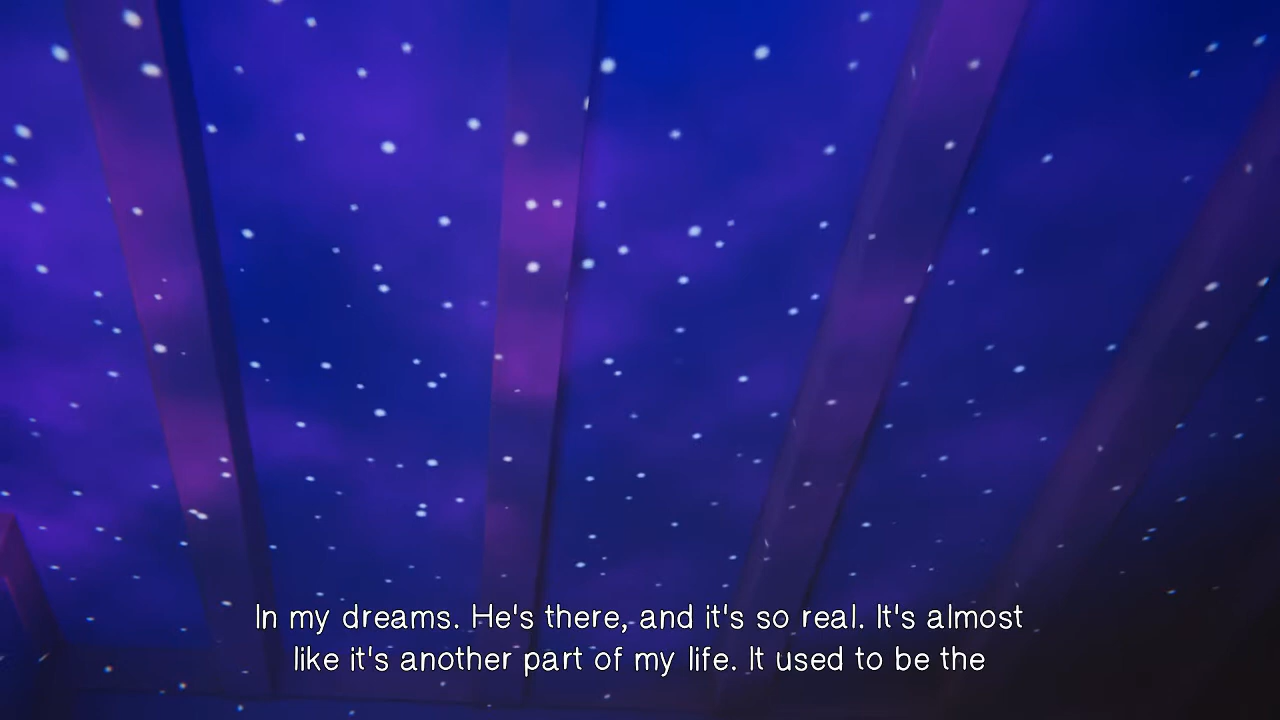 In my dreams. He's there, and it's so real. It's almost
like it's another part of my life. It used to be the